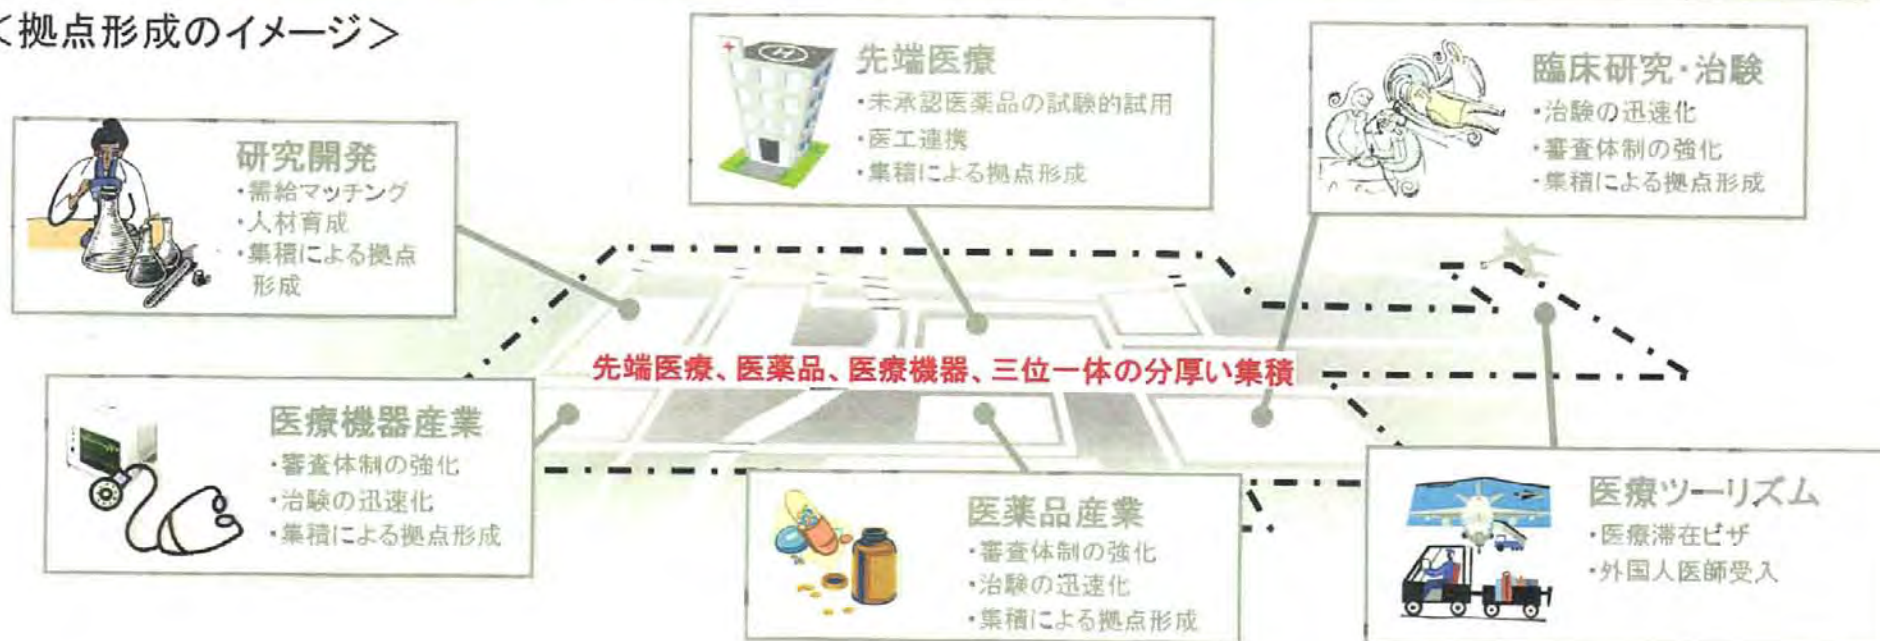 ＜拠点形成のイメージ＞
先端医療
・未承認医薬品の試験的試用
・医工連携
・集積による拠点形成
臨床研究・治験
・治験の迅速化
・審査体制の強化
・集積による拠点形成
研究開発
・需給マッチング
・人材育成
・集積による拠点
形成
先端医療、医薬品、医療機器、三位一体の分厚い集積
医療機器産業
・審査体制の強化
・治験の迅速化
・集積による拠点形成
医薬品産業
・審査体制の強化
・治験の迅速化
・集積による拠点形成
医療ツーリズム
・医療滞在ビザ
・外国人医師受入